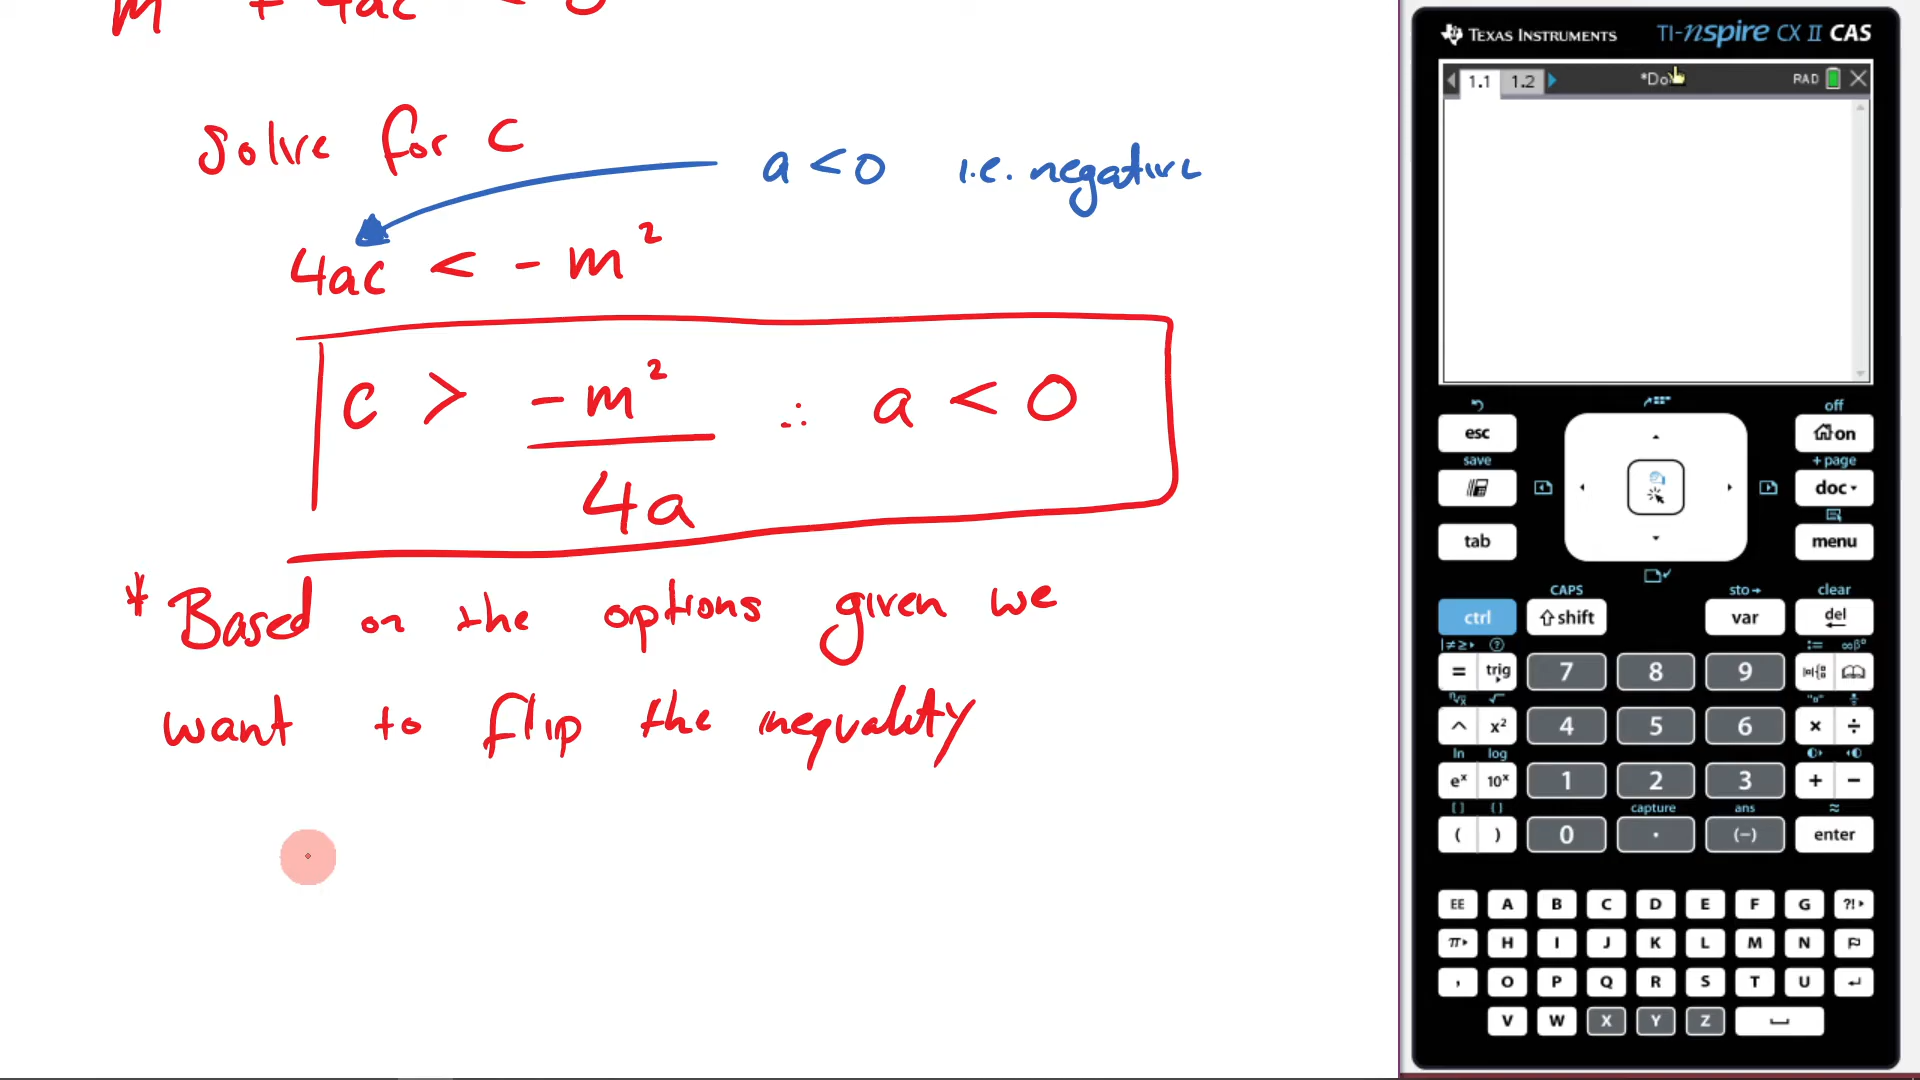 m + 4ac <
Solve for c
a < 0 i.e. negative
4ac < - m²
c > -m²/4a ∴ a < 0
* Based on the options given we
want to flip the inequality
TEXAS INSTRUMENTS TI-nspire CX II CAS
1.1 1.2 *Do RAD
off
esc on
save + page
doc
tab menu
CAPS sto→ clear
ctrl shift var del
|≠≥▸ := ∞β°
= trig 7 8 9
^ x² 4 5 6 × ÷
ln log
eˣ 10ˣ 1 2 3 + −
[ ] { } capture ans ≈
( ) 0 . (−) enter
EE A B C D E F G ?!▸
π▸ H I J K L M N
, O P Q R S T U
V W X Y Z